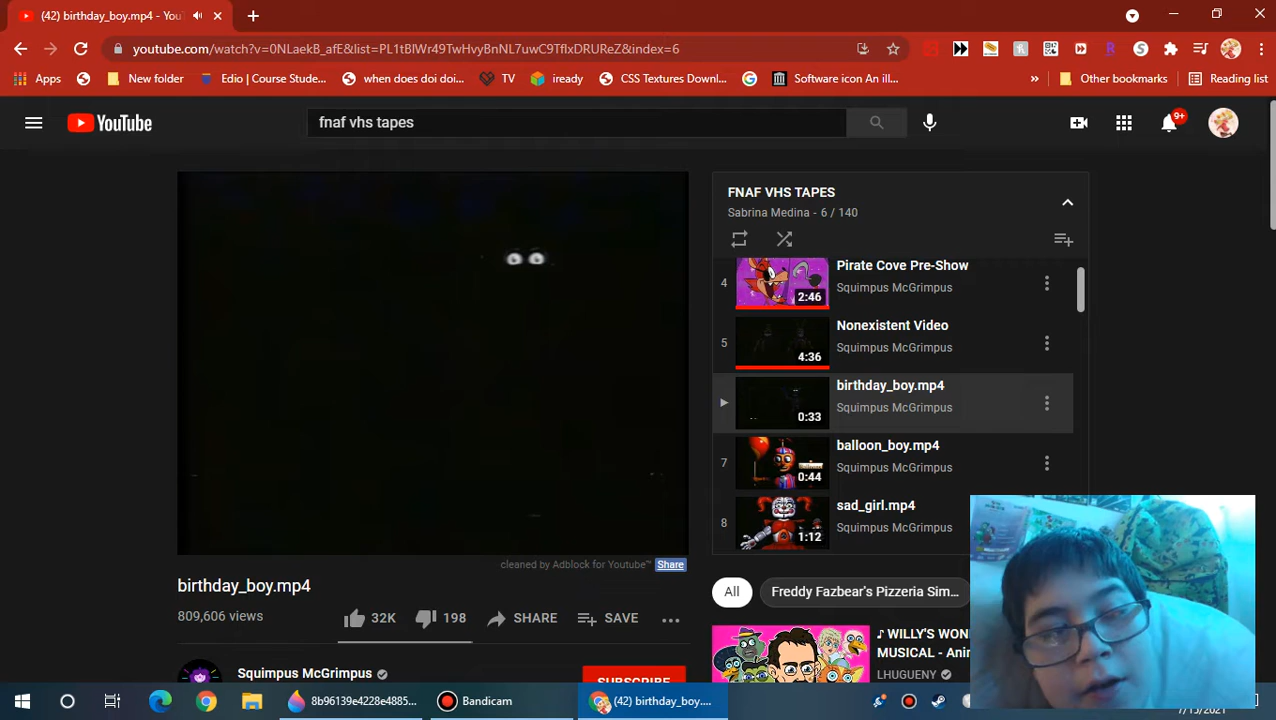 (42) birthday_boy.mp4 - You
youtube.com/watch?v=0NLaekB_afE&list=PL1tBlWr49TwHvyBnNL7uwC9TflxDRUReZ&index=6
Apps
New folder
Edio | Course Stude...
when does doi doi...
TV
iready
CSS Textures Downl...
Software icon An ill...
»
Other bookmarks
Reading list
YouTube
fnaf vhs tapes
9+
FNAF VHS TAPES
Sabrina Medina - 6 / 140
4
2:46
Pirate Cove Pre-Show
Squimpus McGrimpus
5
4:36
Nonexistent Video
Squimpus McGrimpus
0:33
birthday_boy.mp4
Squimpus McGrimpus
7
0:44
balloon_boy.mp4
Squimpus McGrimpus
8
1:12
sad_girl.mp4
Squimpus McGrimpus
cleaned by Adblock for Youtube™ Share
birthday_boy.mp4
809,606 views
32K
198
SHARE
SAVE
Squimpus McGrimpus
SUBSCRIBE
All
Freddy Fazbear's Pizzeria Sim...
♪ WILLY'S WON
MUSICAL - Anim
LHUGUENY
8b96139e4228e4885...
Bandicam
(42) birthday_boy....
7/15/2021